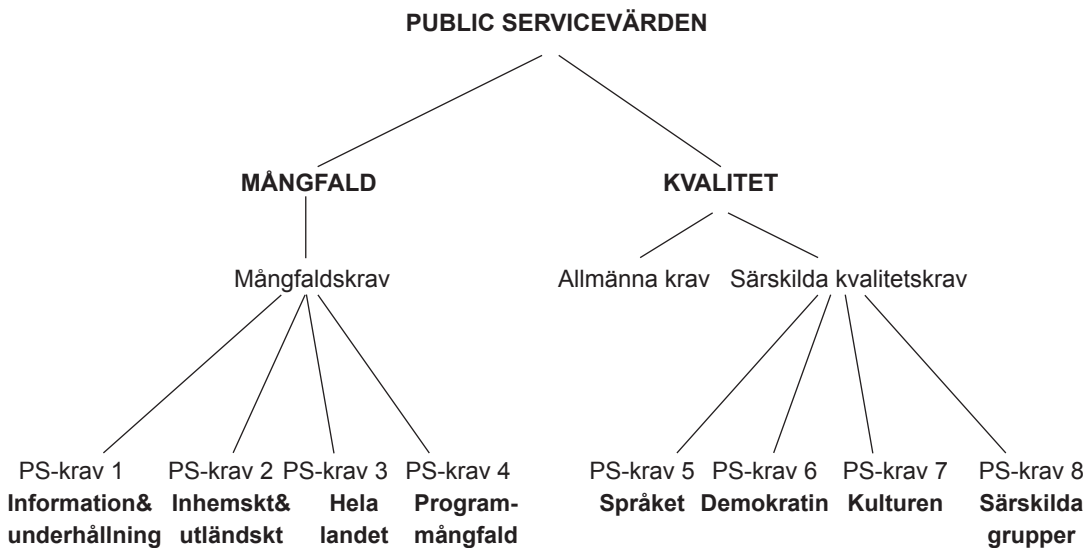 PUBLIC SERVICEVÄRDEN
MÅNGFALD
KVALITET
Mångfaldskrav
Allmänna krav
Särskilda kvalitetskrav
PS-krav 1
Information&
underhållning
PS-krav 2
Inhemskt&
utländskt
PS-krav 3
Hela
landet
PS-krav 4
Program-
mångfald
PS-krav 5
Språket
PS-krav 6
Demokratin
PS-krav 7
Kulturen
PS-krav 8
Särskilda
grupper